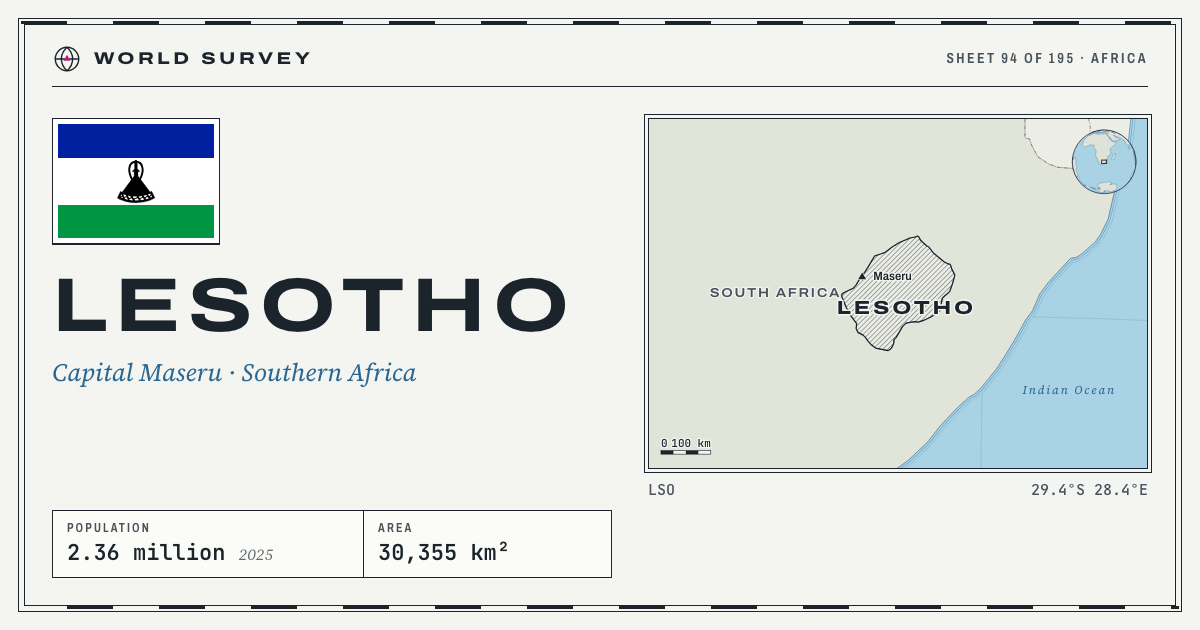 WORLD SURVEY
SHEET 94 OF 195 · AFRICA
LESOTHO
Capital Maseru · Southern Africa
POPULATION
2.36 million 2025
AREA
30,355 km²
Maseru
SOUTH AFRICA
LESOTHO
Indian Ocean
0 100 km
LSO
29.4°S 28.4°E